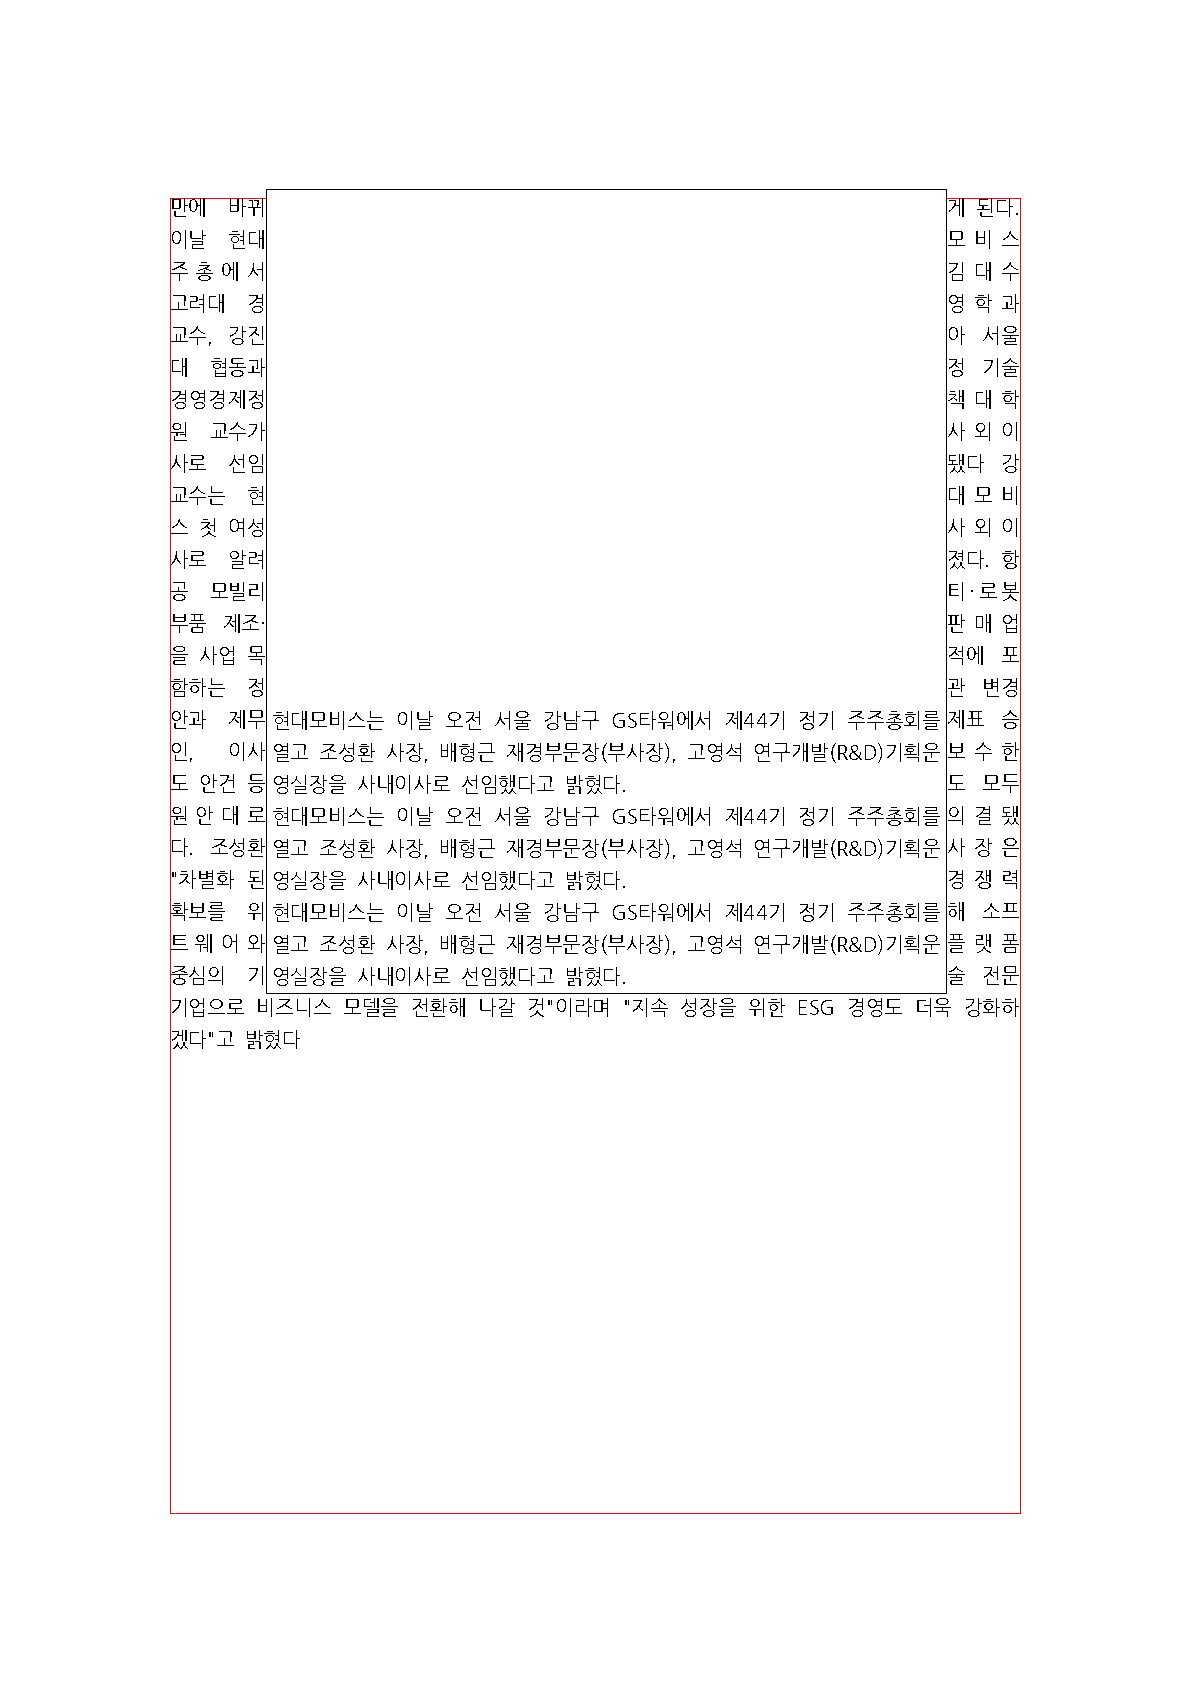 만에 바뀌 게 된다.
이날 현대 모비스
주총에서 김대수
고려대 경 영학과
교수, 강진 아 서울
대 협동과 정 기술
경영경제정 책대학
원 교수가 사외이
사로 선임 됐다 강
교수는 현 대모비
스 첫 여성 사외이
사로 알려 졌다. 항
공 모빌리 티·로봇
부품 제조· 판매업
을 사업 목 적에 포
함하는 정 관 변경
안과 제무 제표 승
인, 이사 보수한
도 안건 등 도 모두
원안대로 의결됐
다. 조성환 사장은
"차별화 된 경쟁력
확보를 위 해 소프
트웨어와 플랫폼
중심의 기 술 전문
기업으로 비즈니스 모델을 전환해 나갈 것"이라며 "지속 성장을 위한 ESG 경영도 더욱 강화하
겠다"고 밝혔다
현대모비스는 이날 오전 서울 강남구 GS타워에서 제44기 정기 주주총회를
열고 조성환 사장, 배형근 재경부문장(부사장), 고영석 연구개발(R&D)기획운
영실장을 사내이사로 선임했다고 밝혔다.
현대모비스는 이날 오전 서울 강남구 GS타워에서 제44기 정기 주주총회를
열고 조성환 사장, 배형근 재경부문장(부사장), 고영석 연구개발(R&D)기획운
영실장을 사내이사로 선임했다고 밝혔다.
현대모비스는 이날 오전 서울 강남구 GS타워에서 제44기 정기 주주총회를
열고 조성환 사장, 배형근 재경부문장(부사장), 고영석 연구개발(R&D)기획운
영실장을 사내이사로 선임했다고 밝혔다.